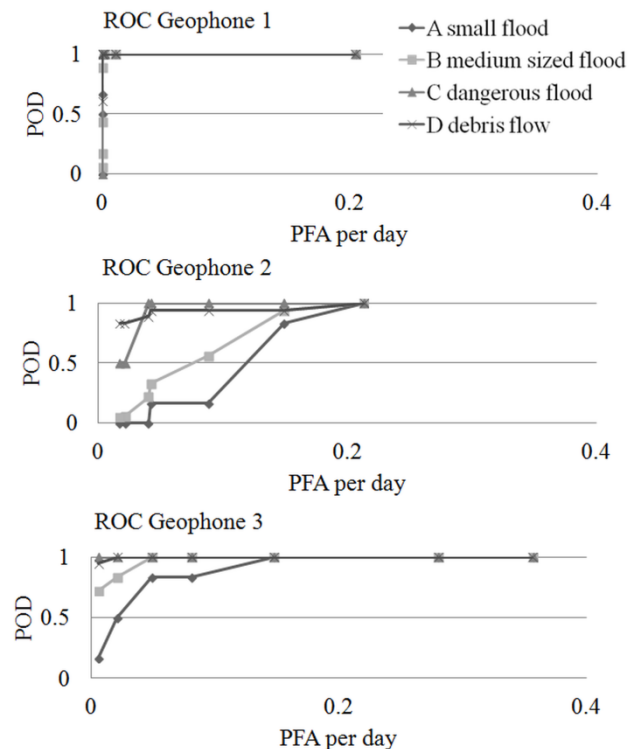 ROC Geophone 1
A small flood
B medium sized flood
C dangerous flood
D debris flow
1
0.5
0
POD
0
0.2
0.4
PFA per day
ROC Geophone 2
1
0.5
0
POD
0
0.2
0.4
PFA per day
ROC Geophone 3
1
0.5
0
POD
0
0.2
0.4
PFA per day